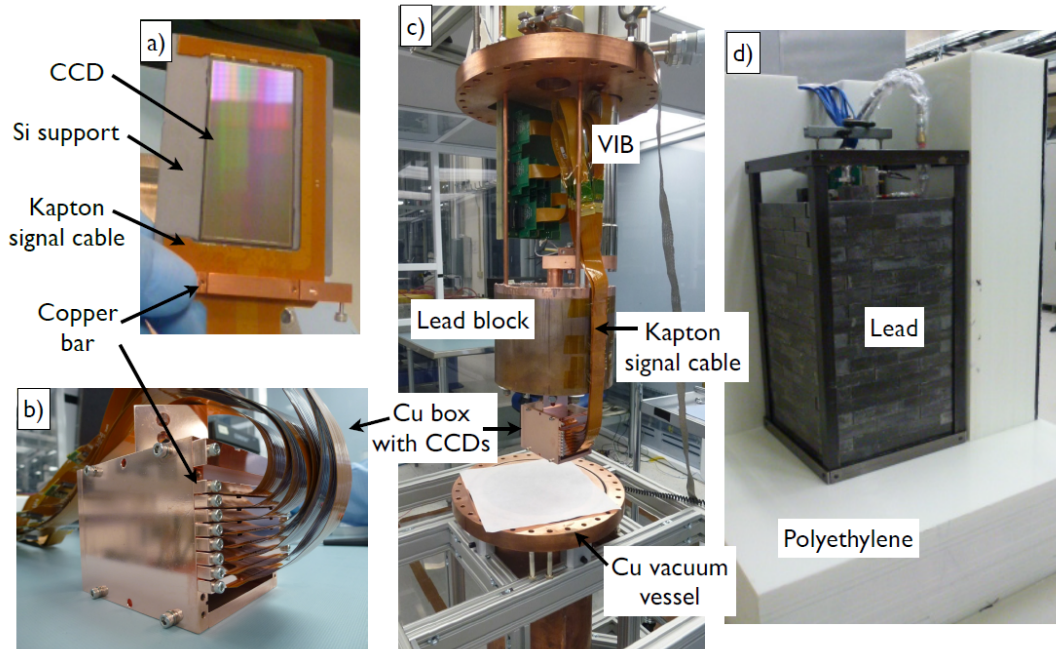 a)
CCD
Si support
Kapton
signal cable
Copper
bar
b)
Cu box
with CCDs
c)
VIB
Lead block
Kapton
signal cable
Cu vacuum
vessel
d)
Lead
Polyethylene